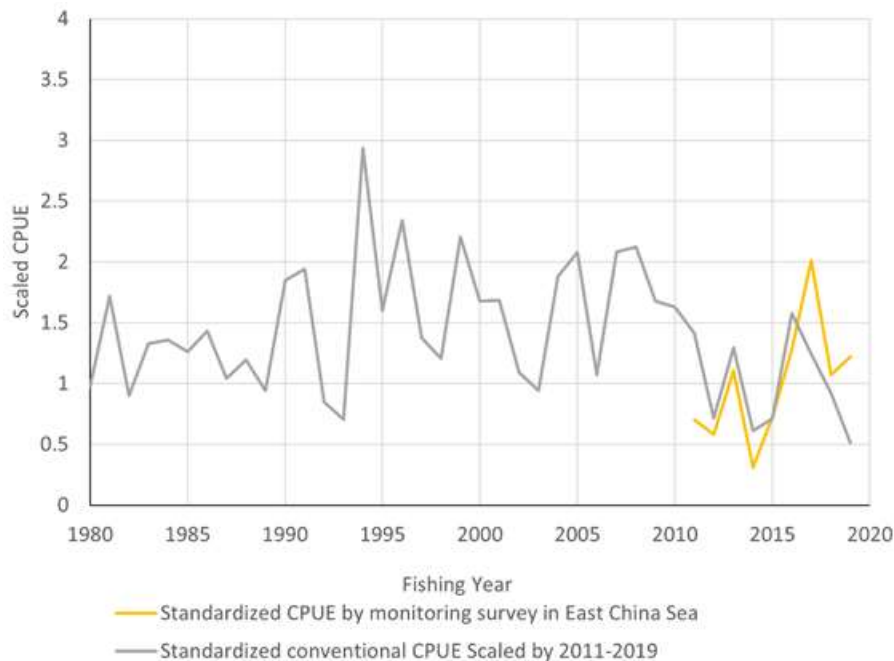 4
3.5
3
2.5
2
1.5
1
0.5
0
Scaled CPUE
1980 1985 1990 1995 2000 2005 2010 2015 2020
Fishing Year
Standardized CPUE by monitoring survey in East China Sea
Standardized conventional CPUE Scaled by 2011-2019